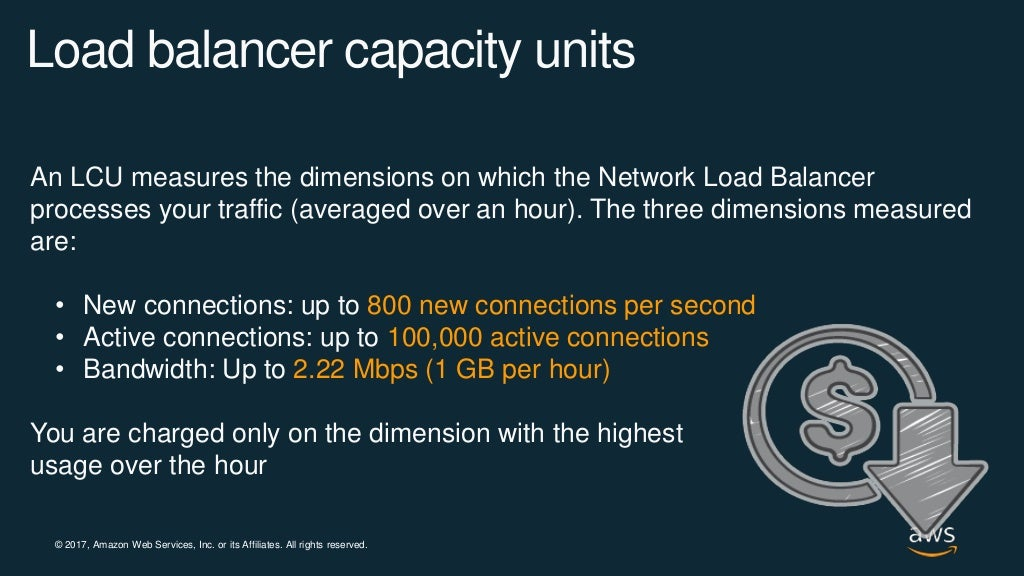 Load balancer capacity units
An LCU measures the dimensions on which the Network Load Balancer
processes your traffic (averaged over an hour). The three dimensions measured
are:
• New connections: up to 800 new connections per second
• Active connections: up to 100,000 active connections
• Bandwidth: Up to 2.22 Mbps (1 GB per hour)
$
You are charged only on the dimension with the highest
usage over the hour
© 2017, Amazon Web Services, Inc. or its Affiliates. All rights reserved.
aws